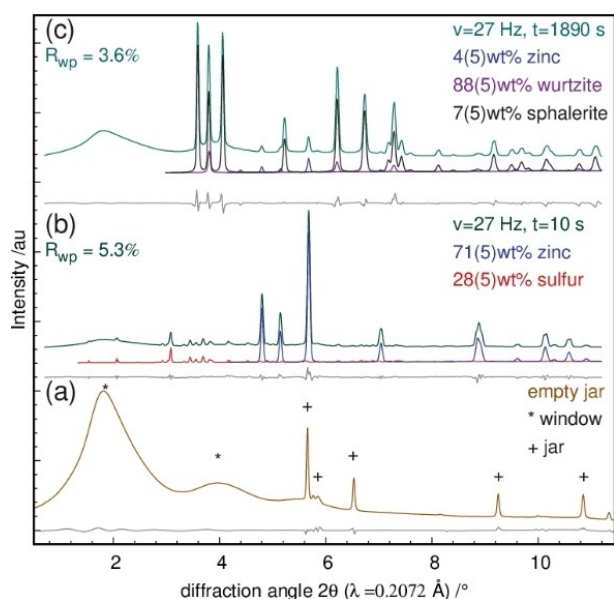 (c)
R_wp = 3.6%
v=27 Hz, t=1890 s
4(5)wt% zinc
88(5)wt% wurtzite
7(5)wt% sphalerite
(b)
R_wp = 5.3%
v=27 Hz, t=10 s
71(5)wt% zinc
28(5)wt% sulfur
(a)
empty jar
* window
+ jar
*
*
+
+
+
+
+
Intensity /au
2 4 6 8 10
diffraction angle 2θ (λ =0.2072 Å) /°